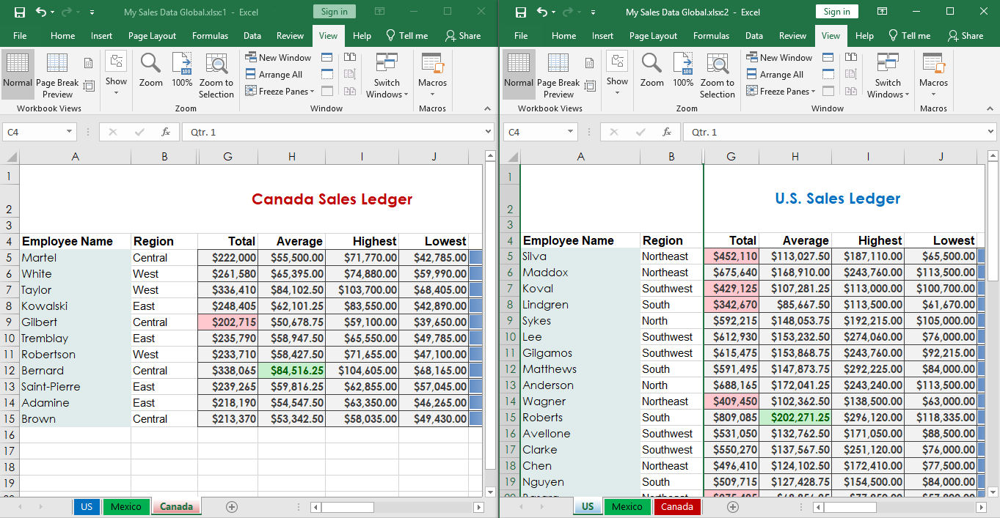 My Sales Data Global.xlsx:1 - Excel
Sign in
File Home Insert Page Layout Formulas Data Review View Help Tell me Share
Normal
Page Break Preview
Show
Zoom
100
100%
Zoom to Selection
New Window
Arrange All
Freeze Panes
Switch Windows
Macros
Workbook Views
Zoom
Window
Macros
C4
fx
Qtr. 1
A B G H I J
1
2 Canada Sales Ledger
3
4 Employee Name Region Total Average Highest Lowest
5 Martel Central $222,000 $55,500.00 $71,770.00 $42,785.00
6 White West $261,580 $65,395.00 $74,880.00 $59,990.00
7 Taylor West $336,410 $84,102.50 $103,700.00 $68,405.00
8 Kowalski East $248,405 $62,101.25 $83,550.00 $42,890.00
9 Gilbert Central $202,715 $50,678.75 $59,100.00 $39,650.00
10 Tremblay East $235,790 $58,947.50 $65,550.00 $49,785.00
11 Robertson West $233,710 $58,427.50 $71,655.00 $47,100.00
12 Bernard Central $338,065 $84,516.25 $104,605.00 $68,165.00
13 Saint-Pierre East $239,265 $59,816.25 $62,855.00 $57,045.00
14 Adamine East $218,190 $54,547.50 $63,350.00 $46,265.00
15 Brown Central $213,370 $53,342.50 $58,035.00 $49,430.00
16
17
18
19
US Mexico Canada
My Sales Data Global.xlsx:2 - Excel
Sign in
File Home Insert Page Layout Formulas Data Review View Help Tell me Share
Normal
Page Break Preview
Show
Zoom
100
100%
Zoom to Selection
New Window
Arrange All
Freeze Panes
Switch Windows
Macros
Workbook Views
Zoom
Window
Macros
C4
fx
Qtr. 1
A B G H I J
1
2 U.S. Sales Ledger
3
4 Employee Name Region Total Average Highest Lowest
5 Silva Northeast $452,110 $113,027.50 $187,110.00 $65,500.00
6 Maddox Northeast $675,640 $168,910.00 $243,760.00 $113,500.00
7 Koval Southwest $429,125 $107,281.25 $113,000.00 $100,700.00
8 Lindgren South $342,670 $85,667.50 $113,500.00 $61,670.00
9 Sykes North $592,215 $148,053.75 $192,215.00 $105,000.00
10 Lee Southwest $612,930 $153,232.50 $274,060.00 $76,000.00
11 Gilgamos Southwest $615,475 $153,868.75 $243,760.00 $92,215.00
12 Matthews South $591,495 $147,873.75 $292,225.00 $84,000.00
13 Anderson North $688,165 $172,041.25 $243,240.00 $113,500.00
14 Wagner Northeast $409,450 $102,362.50 $138,500.00 $63,000.00
15 Roberts South $809,085 $202,271.25 $296,120.00 $118,335.00
16 Avellone Southwest $531,050 $132,762.50 $171,050.00 $88,500.00
17 Clarke Southwest $550,270 $137,567.50 $251,120.00 $76,000.00
18 Chen Northeast $496,410 $124,102.50 $172,410.00 $77,500.00
19 Nguyen South $509,715 $127,428.75 $154,500.00 $84,000.00
US Mexico Canada